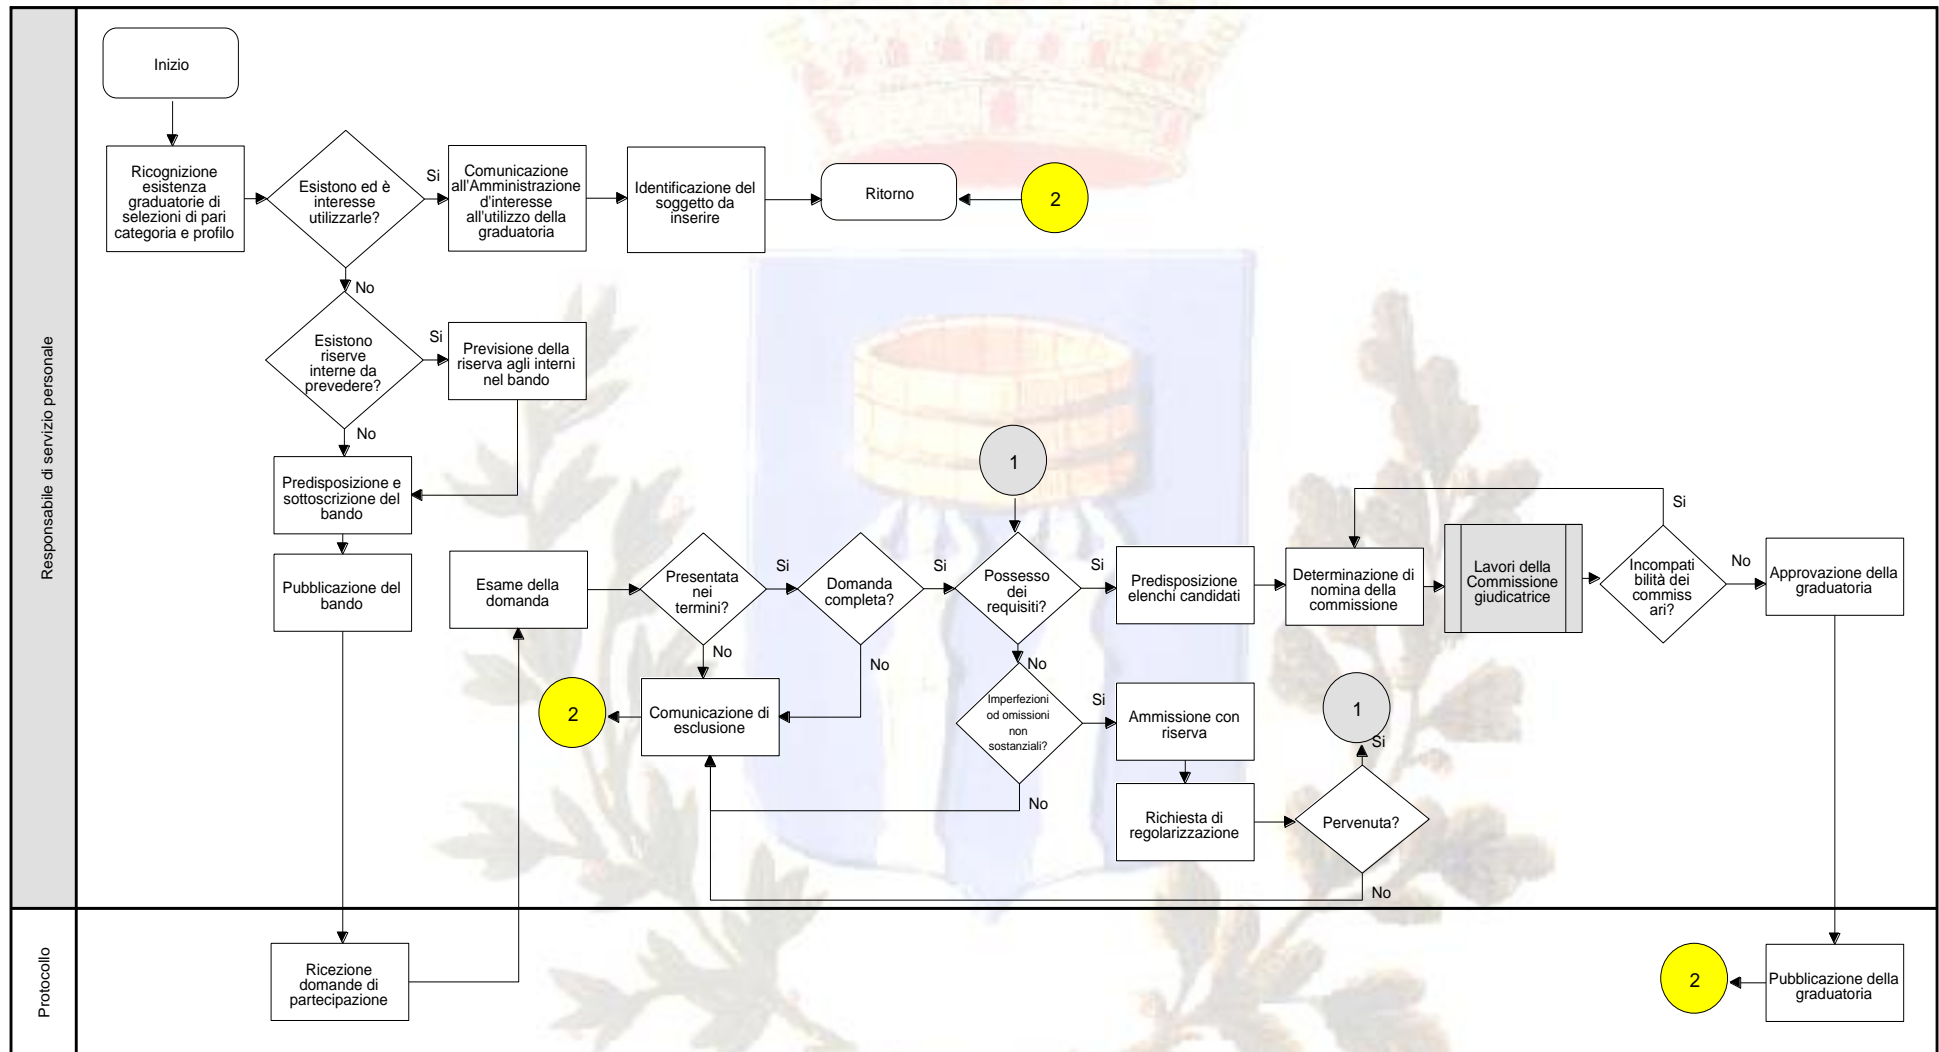 Responsabile di servizio personale
Inizio
Ricognizione
esistenza
graduatorie di
selezioni di pari
categoria e profilo
Esistono ed è
interesse
utilizzarle?
Si
Comunicazione
all'Amministrazione
d'interesse
all'utilizzo della
graduatoria
Identificazione del
soggetto da
inserire
Ritorno
2
No
Esistono
riserve
interne da
prevedere?
Si
Previsione della
riserva agli interni
nel bando
No
Predisposizione e
sottoscrizione del
bando
Pubblicazione del
bando
Esame della
domanda
Presentata
nei
termini?
Si
Domanda
completa?
Si
1
Possesso
dei
requisiti?
Si
Predisposizione
elenchi candidati
Determinazione di
nomina della
commissione
Lavori della
Commissione
giudicatrice
Si
Incompati
bilità dei
commiss
ari?
No
Approvazione della
graduatoria
No
No
No
2
Comunicazione di
esclusione
Imperfezioni
od omissioni
non
sostanziali?
Si
Ammissione con
riserva
1
Si
No
Richiesta di
regolarizzazione
Pervenuta?
No
Protocollo
Ricezione
domande di
partecipazione
2
Pubblicazione della
graduatoria